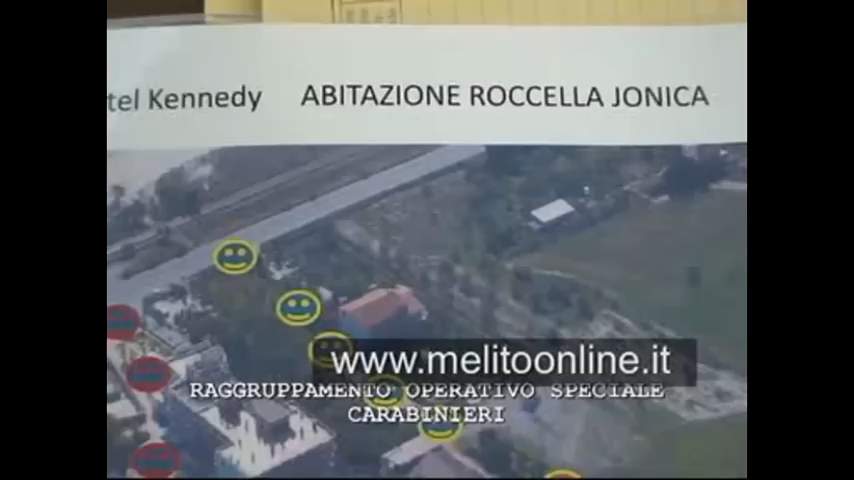 tel Kennedy ABITAZIONE ROCCELLA JONICA
www.melitoonline.it
RAGGRUPPAMENTO OPERATIVO SPECIALE
CARABINIERI